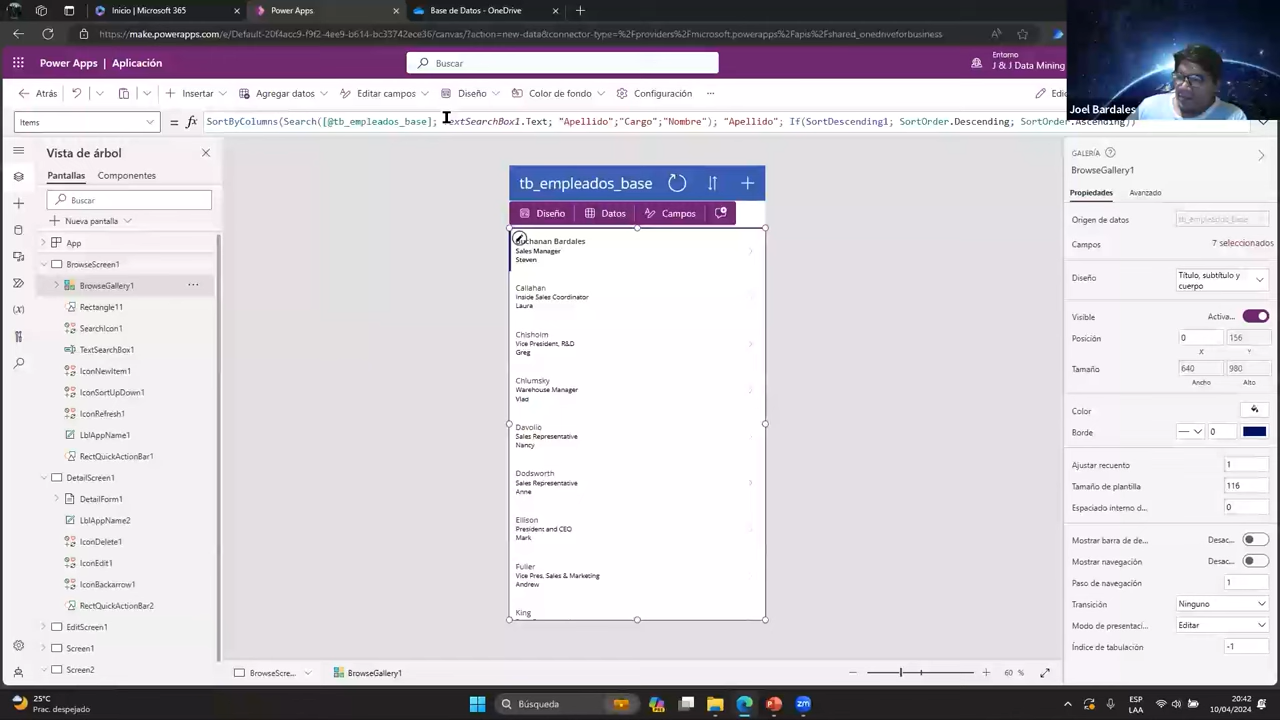 Inicio | Microsoft 365
Power Apps
Base de Datos - OneDrive
https://make.powerapps.com/e/Default-20f4acc9-f9f2-4ee9-b614-bc33742ece36/canvas/?action=new-data&connector-type=%2Fproviders%2Fmicrosoft.powerapps%2Fapis%2Fshared_onedriveforbusiness
Power Apps | Aplicación
Buscar
Entorno
J & J Data Mining
Joel Bardales
Atrás
Insertar
Agregar datos
Editar campos
Diseño
Color de fondo
Configuración
Items
= fx
SortByColumns(Search([@tb_empleados_base]; TextSearchBox1.Text; "Apellido";"Cargo";"Nombre"); "Apellido"; If(SortDescending1; SortOrder.Descending; SortOrder.Ascending))
Vista de árbol
Pantallas
Componentes
Buscar
Nueva pantalla
App
BrowseScreen1
BrowseGallery1
Rectangle11
SearchIcon1
TextSearchBox1
IconNewItem1
IconSortUpDown1
IconRefresh1
LblAppName1
RectQuickActionBar1
DetailScreen1
DetailForm1
LblAppName2
IconDelete1
IconEdit1
IconBackarrow1
RectQuickActionBar2
EditScreen1
Screen1
Screen2
tb_empleados_base
Diseño
Datos
Campos
Buchanan Bardales
Sales Manager
Steven
Callahan
Inside Sales Coordinator
Laura
Chisholm
Vice President, R&D
Greg
Chlumsky
Warehouse Manager
Vlad
Davolio
Sales Representative
Nancy
Dodsworth
Sales Representative
Anne
Ellison
President and CEO
Mark
Fuller
Vice Pres, Sales & Marketing
Andrew
King
GALERÍA
BrowseGallery1
Propiedades
Avanzado
Origen de datos
tb_empleados_base
Campos
7 seleccionados
Diseño
Título, subtítulo y cuerpo
Visible
Activa...
Posición
0
156
X
Y
Tamaño
640
980
Ancho
Alto
Color
Borde
0
Ajustar recuento
1
Tamaño de plantilla
116
Espaciado interno d...
0
Mostrar barra de de...
Desac...
Mostrar navegación
Desac...
Paso de navegación
1
Transición
Ninguno
Modo de presentaci...
Editar
Índice de tabulación
-1
BrowseScre...
BrowseGallery1
60 %
25°C
Prac. despejado
Búsqueda
ESP
LAA
20:42
10/04/2024